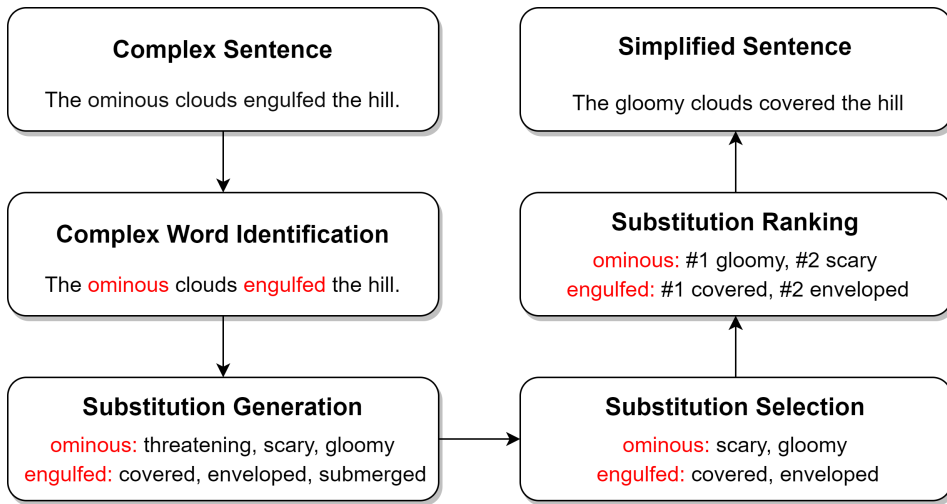 Complex Sentence
The ominous clouds engulfed the hill.
Complex Word Identification
The ominous clouds engulfed the hill.
Substitution Generation
ominous: threatening, scary, gloomy
engulfed: covered, enveloped, submerged
Substitution Selection
ominous: scary, gloomy
engulfed: covered, enveloped
Substitution Ranking
ominous: #1 gloomy, #2 scary
engulfed: #1 covered, #2 enveloped
Simplified Sentence
The gloomy clouds covered the hill